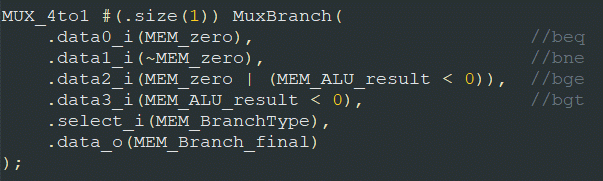 MUX_4to1 #(.size(1)) MuxBranch(
.data0_i(MEM_zero), //beq
.data1_i(~MEM_zero), //bne
.data2_i(MEM_zero | (MEM_ALU_result < 0)), //bge
.data3_i(MEM_ALU_result < 0), //bgt
.select_i(MEM_BranchType),
.data_o(MEM_Branch_final)
);